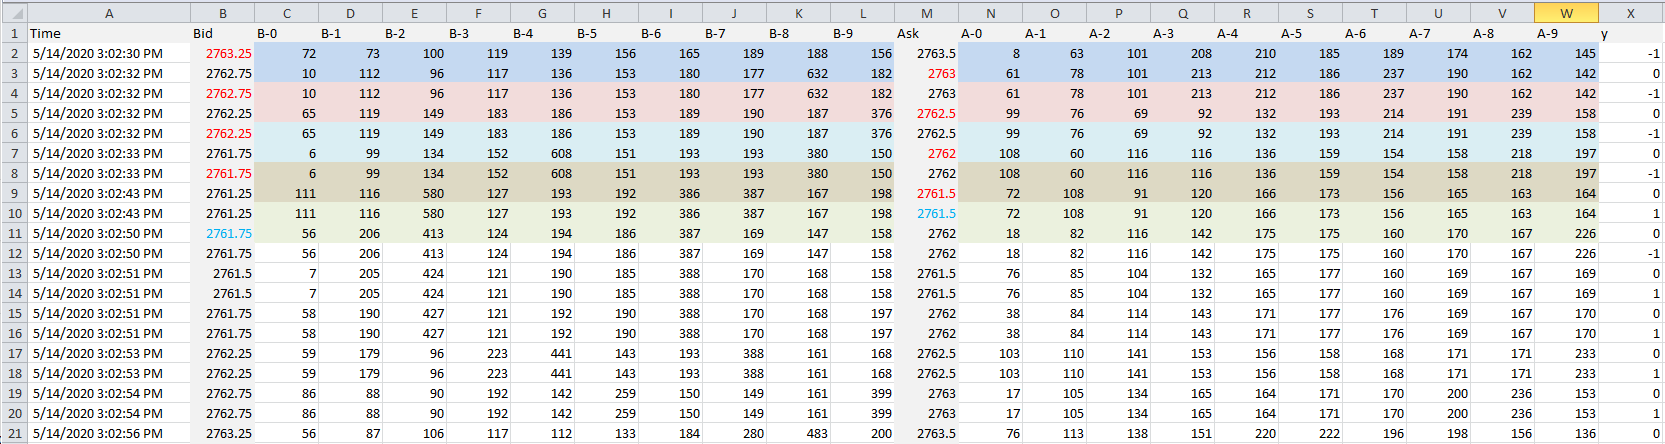 A B C D E F G H I J K L M N O P Q R S T U V W X
1 Time Bid B-0 B-1 B-2 B-3 B-4 B-5 B-6 B-7 B-8 B-9 Ask A-0 A-1 A-2 A-3 A-4 A-5 A-6 A-7 A-8 A-9 y
2 5/14/2020 3:02:30 PM 2763.25 72 73 100 119 139 156 165 189 188 156 2763.5 8 63 101 208 210 185 189 174 162 145 -1
3 5/14/2020 3:02:32 PM 2762.75 10 112 96 117 136 153 180 177 632 182 2763 61 78 101 213 212 186 237 190 162 142 0
4 5/14/2020 3:02:32 PM 2762.75 10 112 96 117 136 153 180 177 632 182 2763 61 78 101 213 212 186 237 190 162 142 -1
5 5/14/2020 3:02:32 PM 2762.25 65 119 149 183 186 153 189 190 187 376 2762.5 99 76 69 92 132 193 214 191 239 158 0
6 5/14/2020 3:02:32 PM 2762.25 65 119 149 183 186 153 189 190 187 376 2762.5 99 76 69 92 132 193 214 191 239 158 -1
7 5/14/2020 3:02:33 PM 2761.75 6 99 134 152 608 151 193 193 380 150 2762 108 60 116 116 136 159 154 158 218 197 0
8 5/14/2020 3:02:33 PM 2761.75 6 99 134 152 608 151 193 193 380 150 2762 108 60 116 116 136 159 154 158 218 197 -1
9 5/14/2020 3:02:43 PM 2761.25 111 116 580 127 193 192 386 387 167 198 2761.5 72 108 91 120 166 173 156 165 163 164 0
10 5/14/2020 3:02:43 PM 2761.25 111 116 580 127 193 192 386 387 167 198 2761.5 72 108 91 120 166 173 156 165 163 164 1
11 5/14/2020 3:02:50 PM 2761.75 56 206 413 124 194 186 387 169 147 158 2762 18 82 116 142 175 175 160 170 167 226 0
12 5/14/2020 3:02:50 PM 2761.75 56 206 413 124 194 186 387 169 147 158 2762 18 82 116 142 175 175 160 170 167 226 -1
13 5/14/2020 3:02:51 PM 2761.5 7 205 424 121 190 185 388 170 168 158 2761.5 76 85 104 132 165 177 160 169 167 169 0
14 5/14/2020 3:02:51 PM 2761.5 7 205 424 121 190 185 388 170 168 158 2761.5 76 85 104 132 165 177 160 169 167 169 1
15 5/14/2020 3:02:51 PM 2761.75 58 190 427 121 192 190 388 170 168 197 2762 38 84 114 143 171 177 176 169 167 170 0
16 5/14/2020 3:02:51 PM 2761.75 58 190 427 121 192 190 388 170 168 197 2762 38 84 114 143 171 177 176 169 167 170 1
17 5/14/2020 3:02:53 PM 2762.25 59 179 96 223 441 143 193 388 161 168 2762.5 103 110 141 153 156 158 168 171 171 233 0
18 5/14/2020 3:02:53 PM 2762.25 59 179 96 223 441 143 193 388 161 168 2762.5 103 110 141 153 156 158 168 171 171 233 1
19 5/14/2020 3:02:54 PM 2762.75 86 88 90 192 142 259 150 149 161 399 2763 17 105 134 165 164 171 170 200 236 153 0
20 5/14/2020 3:02:54 PM 2762.75 86 88 90 192 142 259 150 149 161 399 2763 17 105 134 165 164 171 170 200 236 153 1
21 5/14/2020 3:02:56 PM 2763.25 56 87 106 117 112 133 184 280 483 200 2763.5 76 113 138 151 220 222 196 198 156 136 0